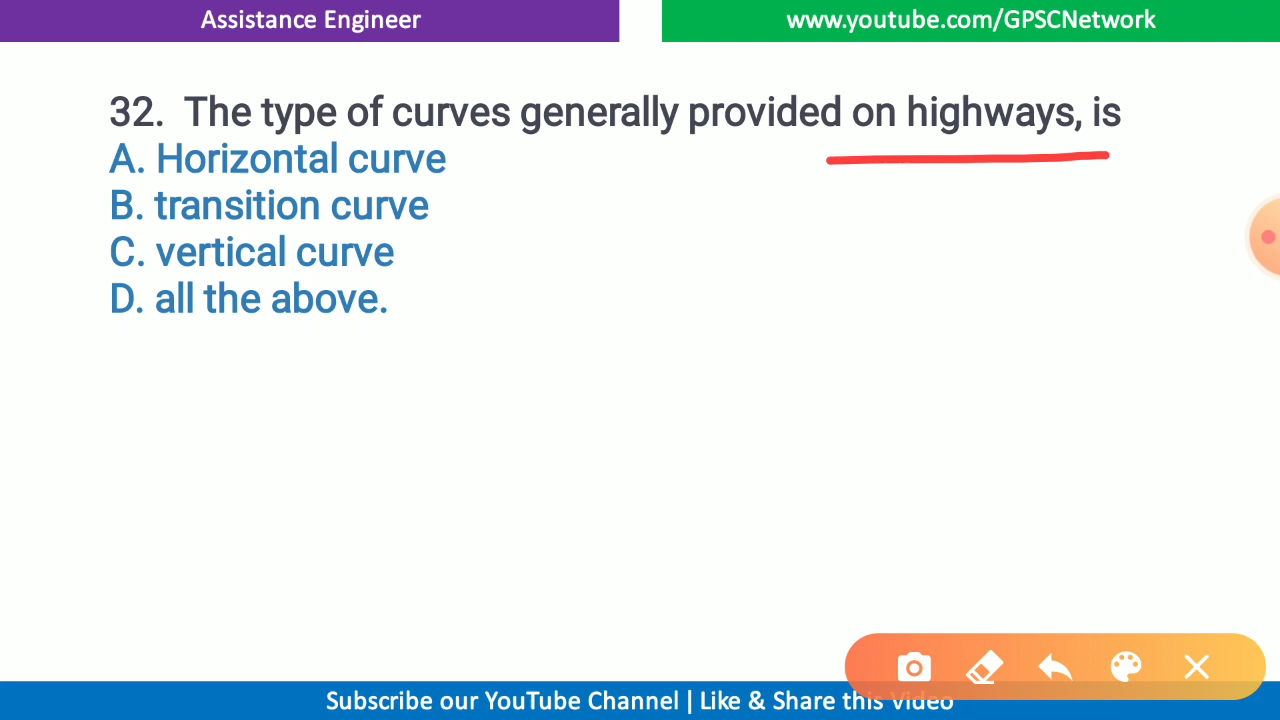 Assistance Engineer
www.youtube.com/GPSCNetwork
32. The type of curves generally provided on highways, is
A. Horizontal curve
B. transition curve
C. vertical curve
D. all the above.
Subscribe our YouTube Channel | Like & Share this Video